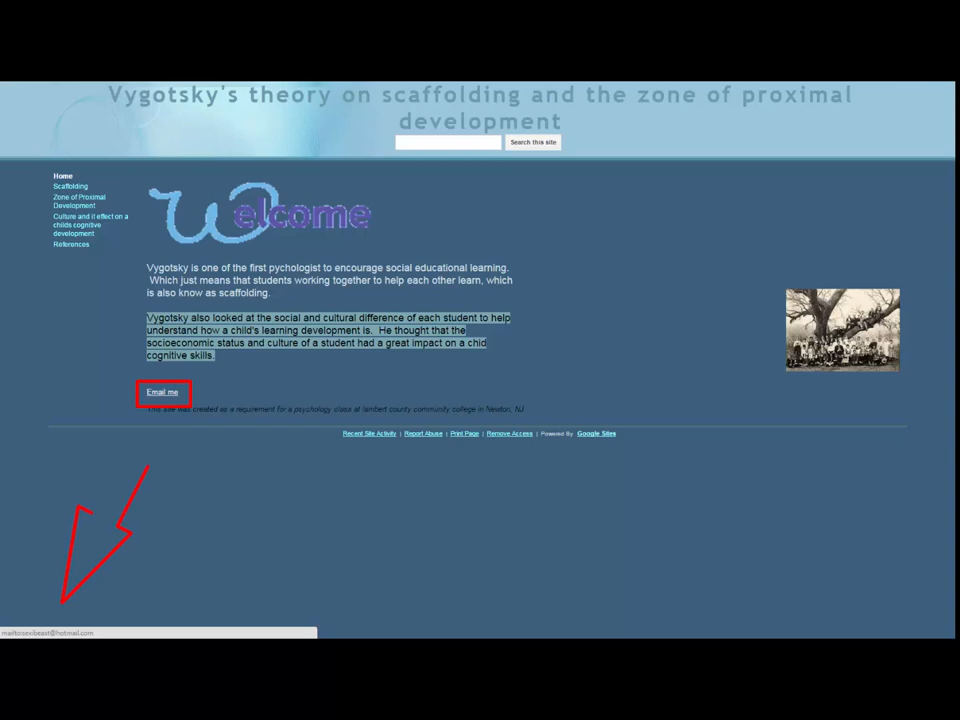 Vygotsky's theory on scaffolding and the zone of proximal
development
Search this site
Home
Scaffolding
Zone of Proximal
Development
Culture and it effect on a
childs cognitive
development
References
Welcome
Vygotsky is one of the first pychologist to encourage social educational learning.
Which just means that students working together to help each other learn, which
is also know as scaffolding.
Vygotsky also looked at the social and cultural difference of each student to help
understand how a child's learning development is. He thought that the
socioeconomic status and culture of a student had a great impact on a chid
cognitive skills.
Email me
This site was created as a requirement for a psychology class at lambert county community college in Newton, NJ
Recent Site Activity | Report Abuse | Print Page | Remove Access | Powered By Google Sites
mailto:sexibeast@hotmail.com